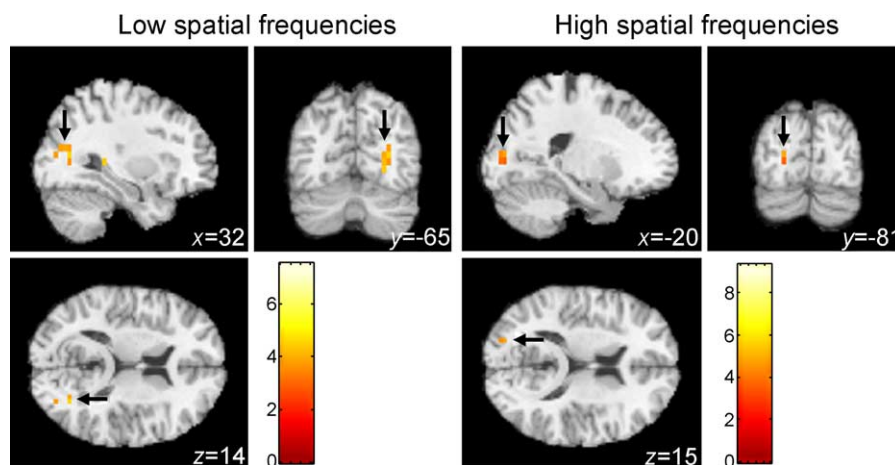 Low spatial frequencies
High spatial frequencies
x=32
y=-65
x=-20
y=-81
6
4
2
0
z=14
8
6
4
2
0
z=15